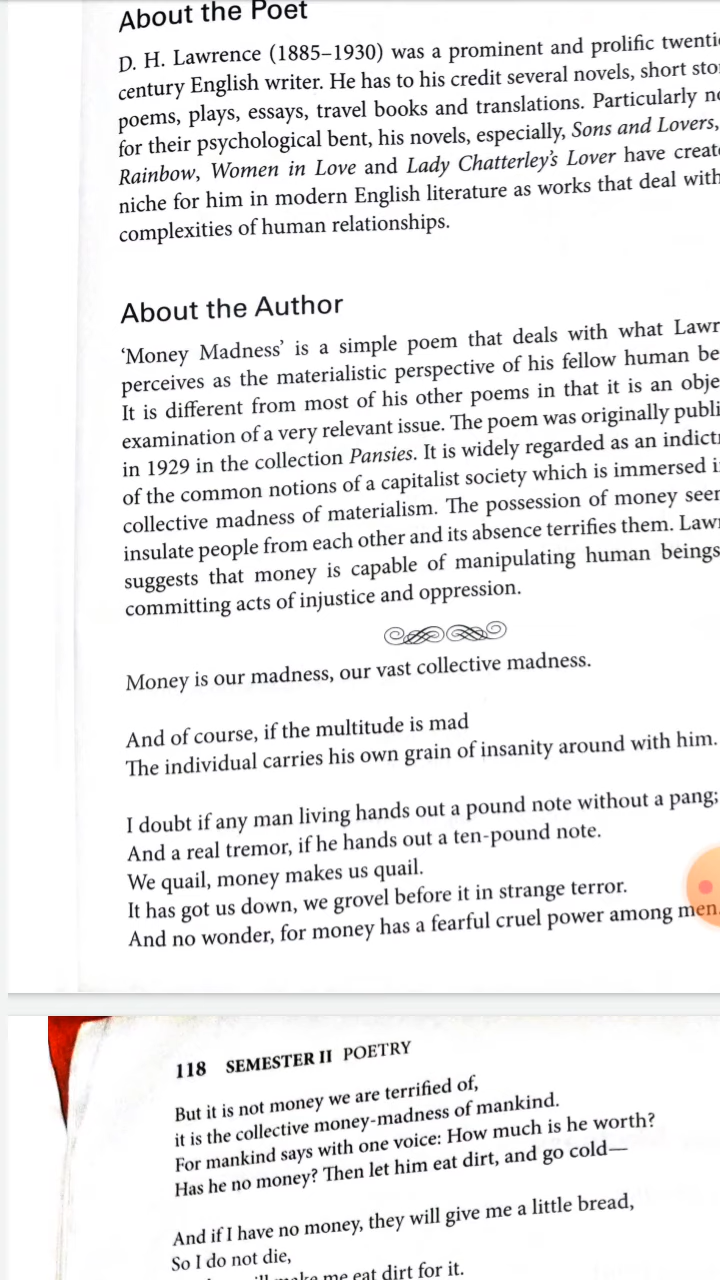 About the Poet
D. H. Lawrence (1885–1930) was a prominent and prolific
century English writer. He has to his credit several novels, short
poems, plays, essays, travel books and translations. Particularly
for their psychological bent, his novels, especially, Sons and Lovers,
Rainbow, Women in Love and Lady Chatterley's Lover have
niche for him in modern English literature as works that deal with
complexities of human relationships.
About the Author
'Money Madness' is a simple poem that deals with what
perceives as the materialistic perspective of his fellow human
It is different from most of his other poems in that it is an
examination of a very relevant issue. The poem was originally
in 1929 in the collection Pansies. It is widely regarded as an
of the common notions of a capitalist society which is immersed
collective madness of materialism. The possession of money
insulate people from each other and its absence terrifies them.
suggests that money is capable of manipulating human beings
committing acts of injustice and oppression.
Money is our madness, our vast collective madness.
And of course, if the multitude is mad
The individual carries his own grain of insanity around with him.
I doubt if any man living hands out a pound note without a pang;
And a real tremor, if he hands out a ten-pound note.
We quail, money makes us quail.
It has got us down, we grovel before it in strange terror.
And no wonder, for money has a fearful cruel power among men.
118 SEMESTER II POETRY
But it is not money we are terrified of,
it is the collective money-madness of mankind.
For mankind says with one voice: How much is he worth?
Has he no money? Then let him eat dirt, and go cold—
And if I have no money, they will give me a little bread,
So I do not die,
me eat dirt for it.